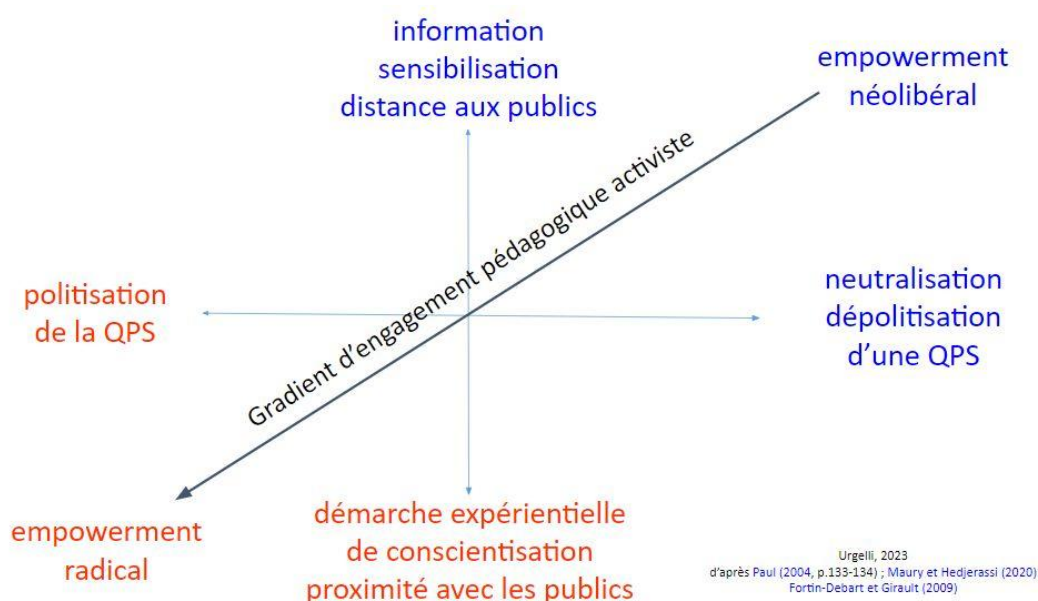 information
sensibilisation
distance aux publics
empowerment
néolibéral
Gradient d'engagement pédagogique activiste
politisation
de la QPS
neutralisation
dépolitisation
d'une QPS
empowerment
radical
démarche expérientielle
de conscientisation
proximité avec les publics
Urgelli, 2023
d'après Paul (2004, p.133-134) ; Maury et Hedjerassi (2020)
Fortin-Debart et Girault (2009)